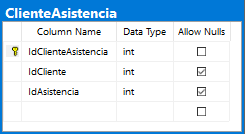 ClienteAsistencia
Column Name Data Type Allow Nulls
IdClienteAsistencia int
IdCliente int
IdAsistencia int